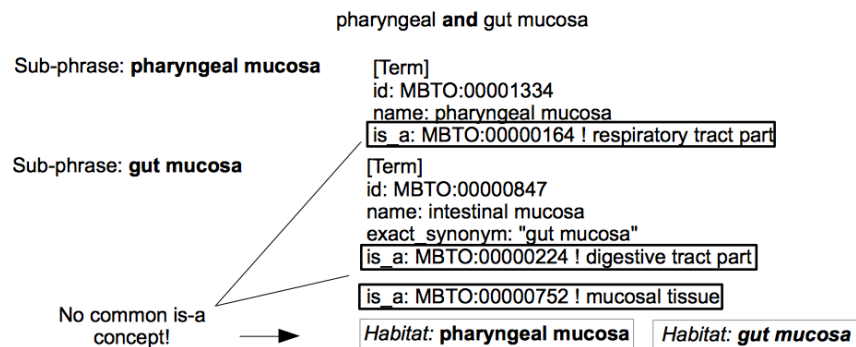 pharyngeal and gut mucosa
Sub-phrase: pharyngeal mucosa
[Term]
id: MBTO:00001334
name: pharyngeal mucosa
is_a: MBTO:00000164 ! respiratory tract part
Sub-phrase: gut mucosa
[Term]
id: MBTO:00000847
name: intestinal mucosa
exact_synonym: "gut mucosa"
is_a: MBTO:00000224 ! digestive tract part
is_a: MBTO:00000752 ! mucosal tissue
No common is-a
concept!
Habitat: pharyngeal mucosa
Habitat: gut mucosa